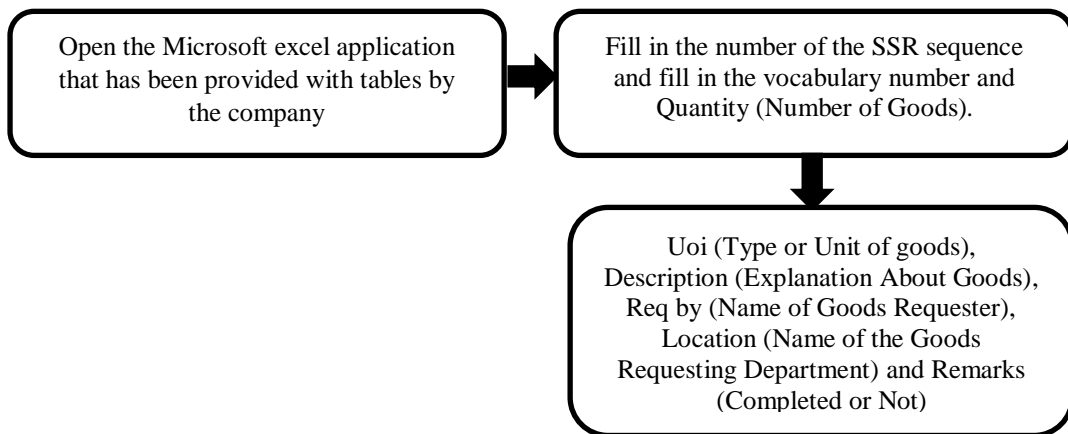 Open the Microsoft excel application
that has been provided with tables by
the company
Fill in the number of the SSR sequence
and fill in the vocabulary number and
Quantity (Number of Goods).
Uoi (Type or Unit of goods),
Description (Explanation About Goods),
Req by (Name of Goods Requester),
Location (Name of the Goods
Requesting Department) and Remarks
(Completed or Not)